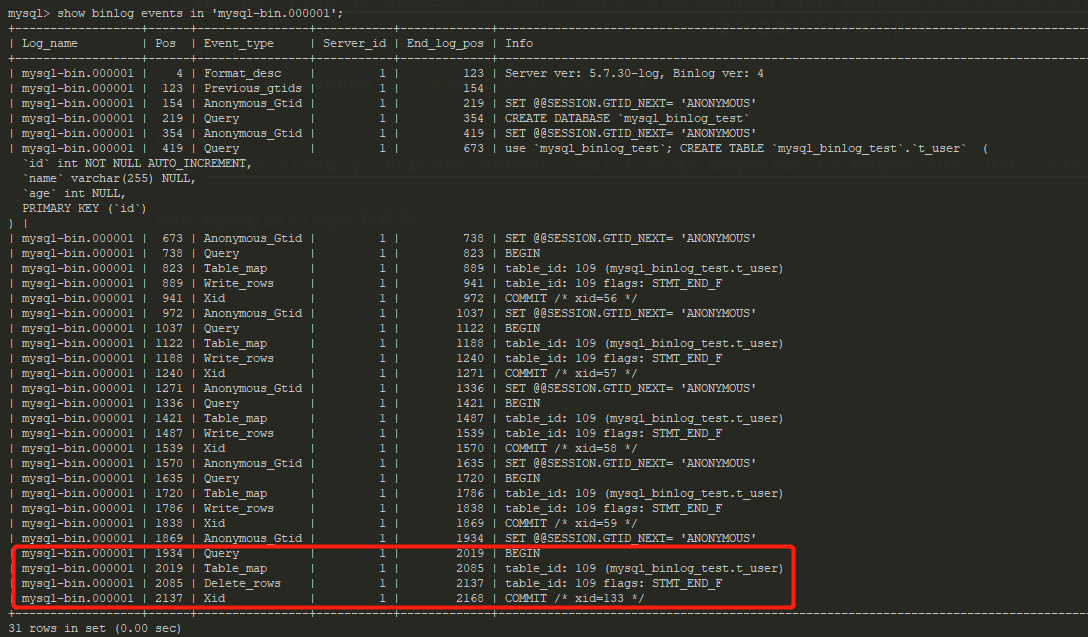 mysql> show binlog events in 'mysql-bin.000001';
+------------------+------+----------------+-----------+-------------+---------------------------------
| Log_name | Pos | Event_type | Server_id | End_log_pos | Info
| mysql-bin.000001 | 4 | Format_desc | 1 | 123 | Server ver: 5.7.30-log, Binlog ver: 4
| mysql-bin.000001 | 123 | Previous_gtids | 1 | 154 |
| mysql-bin.000001 | 154 | Anonymous_Gtid | 1 | 219 | SET @@SESSION.GTID_NEXT= 'ANONYMOUS'
| mysql-bin.000001 | 219 | Query | 1 | 354 | CREATE DATABASE `mysql_binlog_test`
| mysql-bin.000001 | 354 | Anonymous_Gtid | 1 | 419 | SET @@SESSION.GTID_NEXT= 'ANONYMOUS'
| mysql-bin.000001 | 419 | Query | 1 | 673 | use `mysql_binlog_test`; CREATE TABLE `mysql_binlog_test`.`t_user` (
`id` int NOT NULL AUTO_INCREMENT,
`name` varchar(255) NULL,
`age` int NULL,
PRIMARY KEY (`id`)
) |
| mysql-bin.000001 | 673 | Anonymous_Gtid | 1 | 738 | SET @@SESSION.GTID_NEXT= 'ANONYMOUS'
| mysql-bin.000001 | 738 | Query | 1 | 823 | BEGIN
| mysql-bin.000001 | 823 | Table_map | 1 | 889 | table_id: 109 (mysql_binlog_test.t_user)
| mysql-bin.000001 | 889 | Write_rows | 1 | 941 | table_id: 109 flags: STMT_END_F
| mysql-bin.000001 | 941 | Xid | 1 | 972 | COMMIT /* xid=56 */
| mysql-bin.000001 | 972 | Anonymous_Gtid | 1 | 1037 | SET @@SESSION.GTID_NEXT= 'ANONYMOUS'
| mysql-bin.000001 | 1037 | Query | 1 | 1122 | BEGIN
| mysql-bin.000001 | 1122 | Table_map | 1 | 1188 | table_id: 109 (mysql_binlog_test.t_user)
| mysql-bin.000001 | 1188 | Write_rows | 1 | 1240 | table_id: 109 flags: STMT_END_F
| mysql-bin.000001 | 1240 | Xid | 1 | 1271 | COMMIT /* xid=57 */
| mysql-bin.000001 | 1271 | Anonymous_Gtid | 1 | 1336 | SET @@SESSION.GTID_NEXT= 'ANONYMOUS'
| mysql-bin.000001 | 1336 | Query | 1 | 1421 | BEGIN
| mysql-bin.000001 | 1421 | Table_map | 1 | 1487 | table_id: 109 (mysql_binlog_test.t_user)
| mysql-bin.000001 | 1487 | Write_rows | 1 | 1539 | table_id: 109 flags: STMT_END_F
| mysql-bin.000001 | 1539 | Xid | 1 | 1570 | COMMIT /* xid=58 */
| mysql-bin.000001 | 1570 | Anonymous_Gtid | 1 | 1635 | SET @@SESSION.GTID_NEXT= 'ANONYMOUS'
| mysql-bin.000001 | 1635 | Query | 1 | 1720 | BEGIN
| mysql-bin.000001 | 1720 | Table_map | 1 | 1786 | table_id: 109 (mysql_binlog_test.t_user)
| mysql-bin.000001 | 1786 | Write_rows | 1 | 1838 | table_id: 109 flags: STMT_END_F
| mysql-bin.000001 | 1838 | Xid | 1 | 1869 | COMMIT /* xid=59 */
| mysql-bin.000001 | 1869 | Anonymous_Gtid | 1 | 1934 | SET @@SESSION.GTID_NEXT= 'ANONYMOUS'
| mysql-bin.000001 | 1934 | Query | 1 | 2019 | BEGIN
| mysql-bin.000001 | 2019 | Table_map | 1 | 2085 | table_id: 109 (mysql_binlog_test.t_user)
| mysql-bin.000001 | 2085 | Delete_rows | 1 | 2137 | table_id: 109 flags: STMT_END_F
| mysql-bin.000001 | 2137 | Xid | 1 | 2168 | COMMIT /* xid=133 */
31 rows in set (0.00 sec)